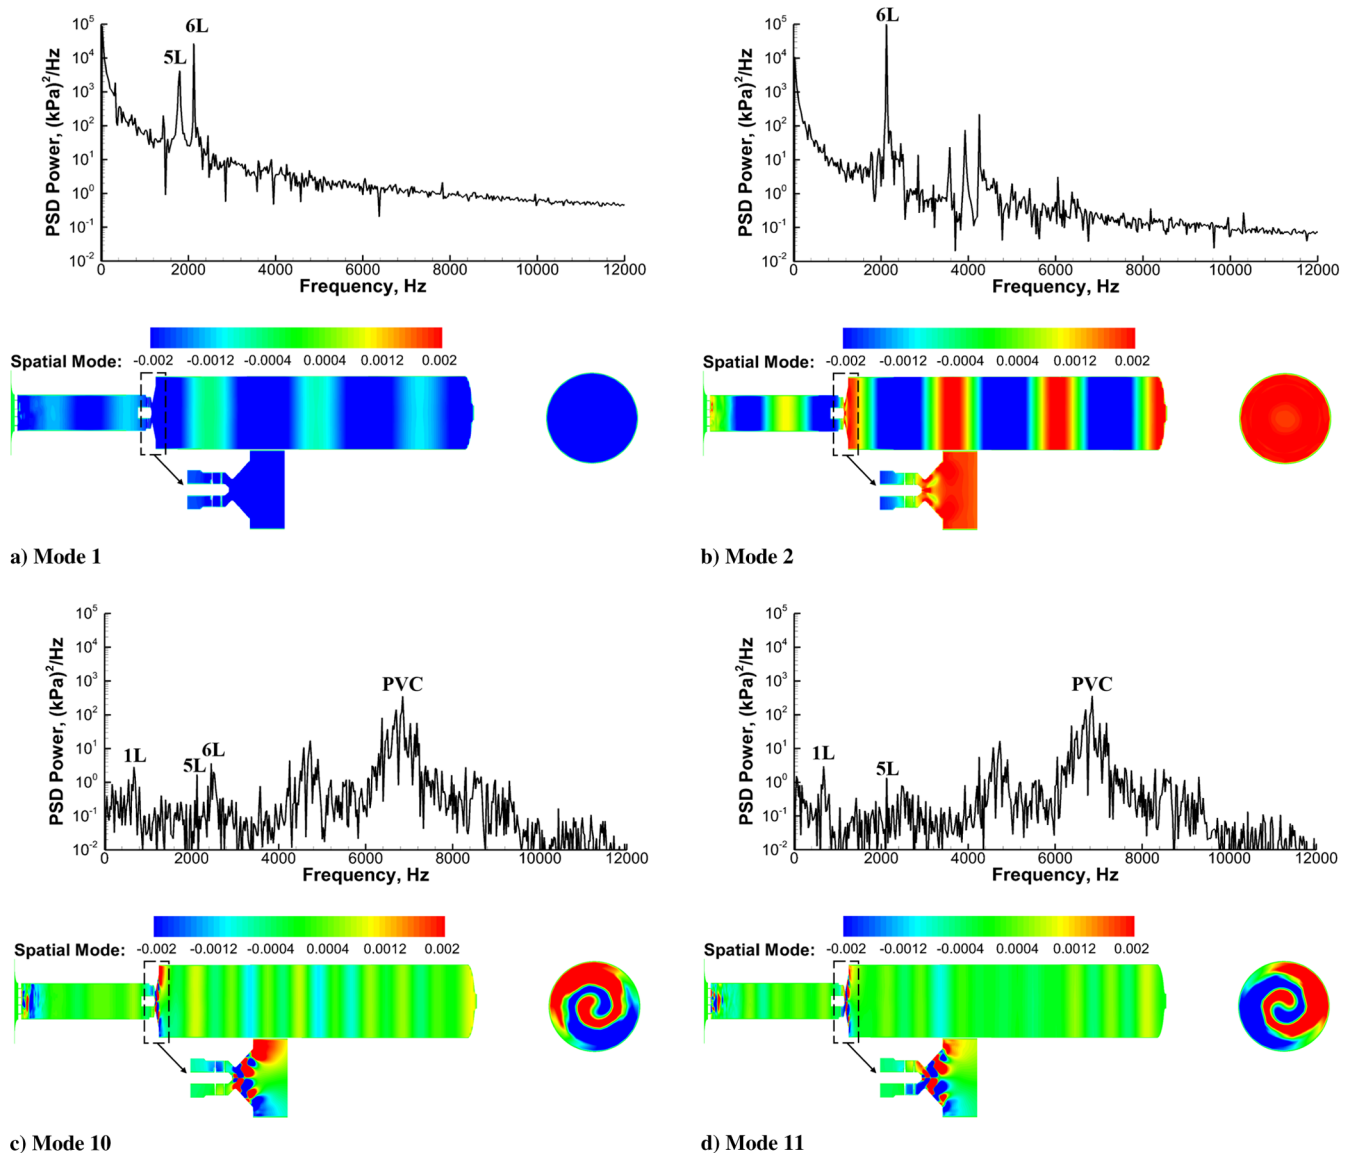 6L
5L
10^5
10^4
10^3
10^2
10^1
10^0
10^-1
10^-2
PSD Power, (kPa)^2/Hz
0 2000 4000 6000 8000 10000 12000
Frequency, Hz
Spatial Mode: -0.002 -0.0012 -0.0004 0.0004 0.0012 0.002
a) Mode 1
6L
10^5
10^4
10^3
10^2
10^1
10^0
10^-1
10^-2
PSD Power, (kPa)^2/Hz
0 2000 4000 6000 8000 10000 12000
Frequency, Hz
Spatial Mode: -0.002 -0.0012 -0.0004 0.0004 0.0012 0.002
b) Mode 2
10^5
10^4
10^3
10^2
10^1
10^0
10^-1
10^-2
PSD Power, (kPa)^2/Hz
PVC
1L
6L
5L
0 2000 4000 6000 8000 10000 12000
Frequency, Hz
Spatial Mode: -0.002 -0.0012 -0.0004 0.0004 0.0012 0.002
c) Mode 10
10^5
10^4
10^3
10^2
10^1
10^0
10^-1
10^-2
PSD Power, (kPa)^2/Hz
PVC
1L
5L
0 2000 4000 6000 8000 10000 12000
Frequency, Hz
Spatial Mode: -0.002 -0.0012 -0.0004 0.0004 0.0012 0.002
d) Mode 11